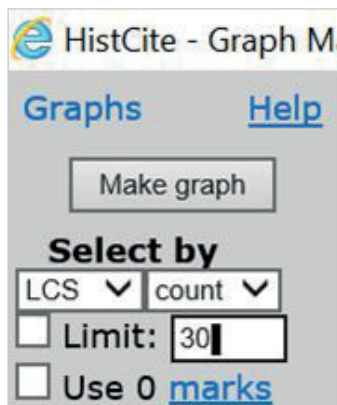 HistCite - Graph M
Graphs Help
Make graph
Select by
LCS count
Limit: 30
Use 0 marks